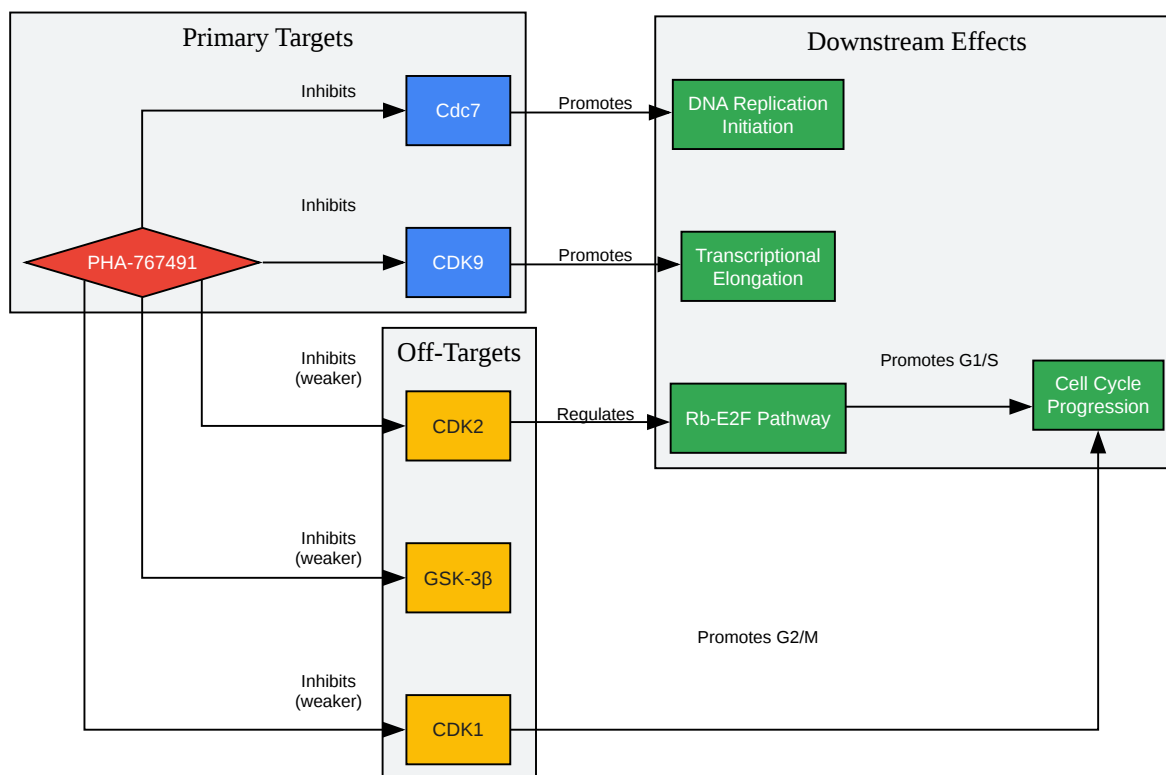 Primary Targets
Downstream Effects
Inhibits
Cdc7
Promotes
DNA Replication
Initiation
Inhibits
PHA-767491
CDK9
Promotes
Transcriptional
Elongation
Off-Targets
Inhibits
(weaker)
CDK2
Regulates
Rb-E2F Pathway
Promotes G1/S
Cell Cycle
Progression
Inhibits
(weaker)
GSK-3β
Promotes G2/M
Inhibits
(weaker)
CDK1